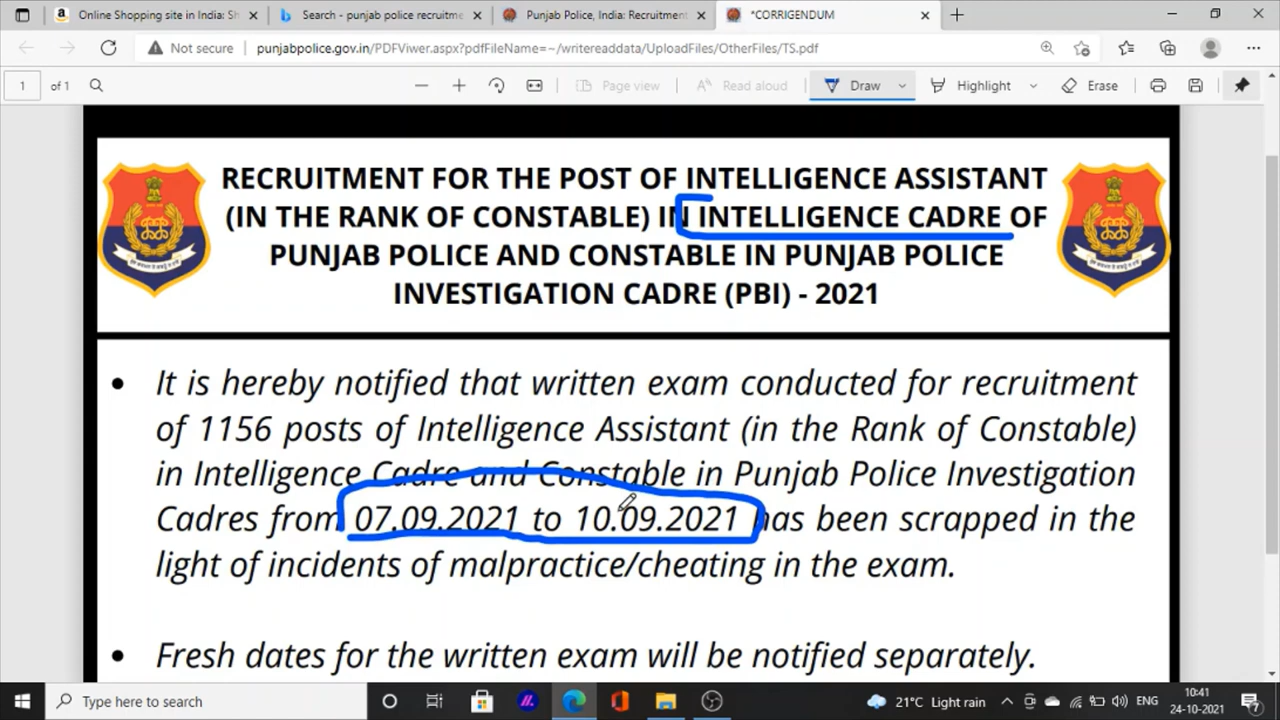 Online Shopping site in India: Sh
Search - punjab police recruitme
Punjab Police, India: Recruitment
*CORRIGENDUM
Not secure
punjabpolice.gov.in/PDFViwer.aspx?pdfFileName=~/writereaddata/UploadFiles/OtherFiles/TS.pdf
1 of 1
Page view
Read aloud
Draw
Highlight
Erase
RECRUITMENT FOR THE POST OF INTELLIGENCE ASSISTANT
(IN THE RANK OF CONSTABLE) IN INTELLIGENCE CADRE OF
PUNJAB POLICE AND CONSTABLE IN PUNJAB POLICE
INVESTIGATION CADRE (PBI) - 2021
• It is hereby notified that written exam conducted for recruitment
of 1156 posts of Intelligence Assistant (in the Rank of Constable)
in Intelligence Cadre and Constable in Punjab Police Investigation
Cadres from 07.09.2021 to 10.09.2021 has been scrapped in the
light of incidents of malpractice/cheating in the exam.
• Fresh dates for the written exam will be notified separately.
Type here to search
21°C Light rain
ENG
10:41
24-10-2021
7